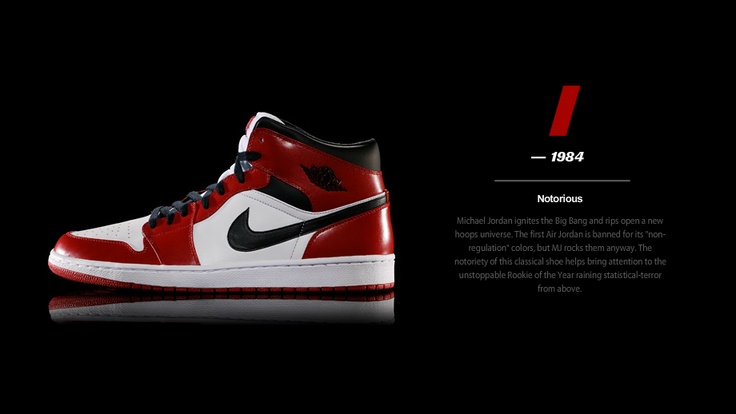 — 1984
Notorious
Michael Jordan ignites the Big Bang and rips open a new
hoops universe. The first Air Jordan is banned for its "non-
regulation" colors, but MJ rocks them anyway. The
notoriety of this classical shoe helps bring attention to the
unstoppable Rookie of the Year raining statistical-terror
from above.